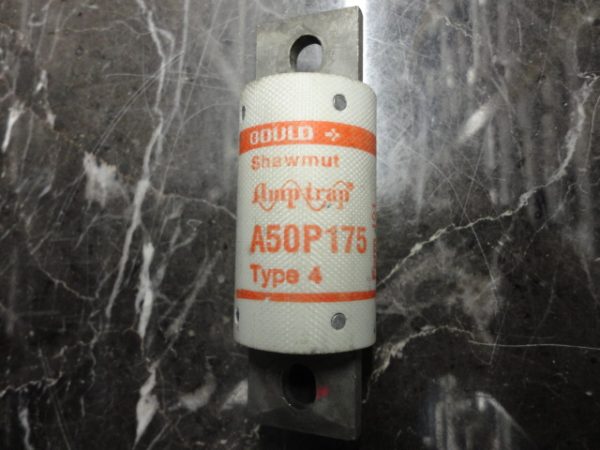 GOULD
Shawmut
Amp-trap®
A50P175
Type 4